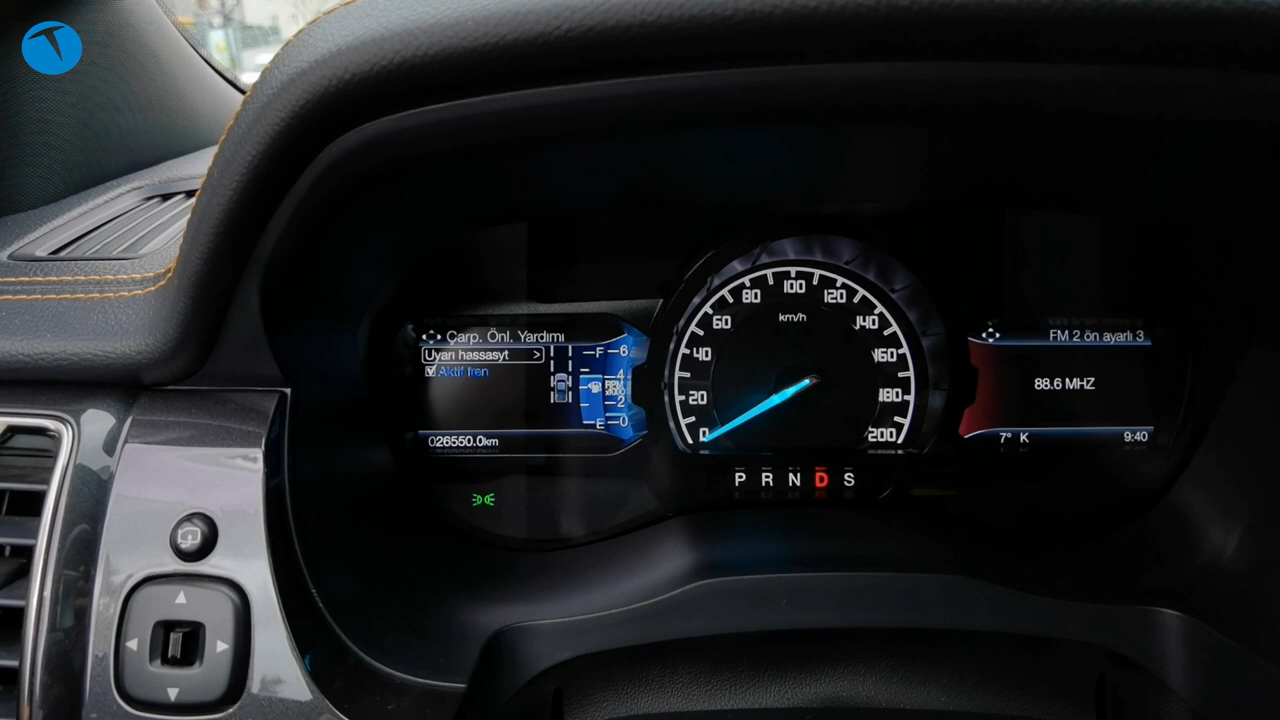 Çarp. Önl. Yardımı
Uyarı hassasyt >
Aktif fren
F
E
6
4
2
0
RPM
x1000
026550.0km
0
20
40
60
80
100
120
140
160
180
200
km/h
P R N D S
FM 2 ön ayarlı 3
88.6 MHZ
7° K
9:40